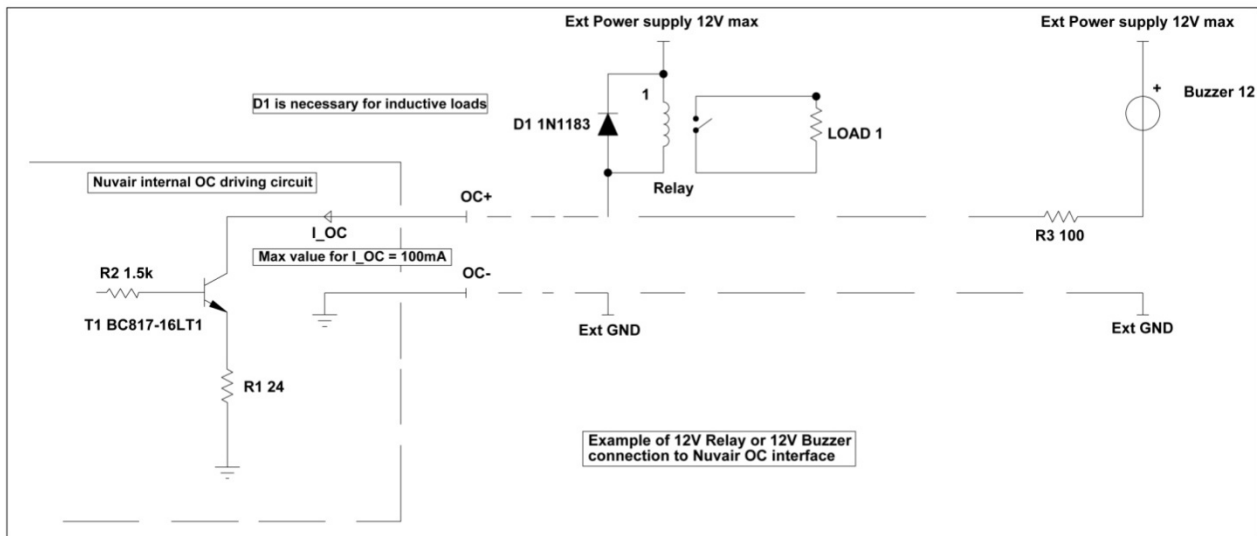 Ext Power supply 12V max
Ext Power supply 12V max
D1 is necessary for inductive loads
1
+
Buzzer 12
D1 1N1183
LOAD 1
Nuvair internal OC driving circuit
Relay
OC+
I_OC
R3 100
Max value for I_OC = 100mA
R2 1.5k
OC-
T1 BC817-16LT1
Ext GND
Ext GND
R1 24
Example of 12V Relay or 12V Buzzer
connection to Nuvair OC interface